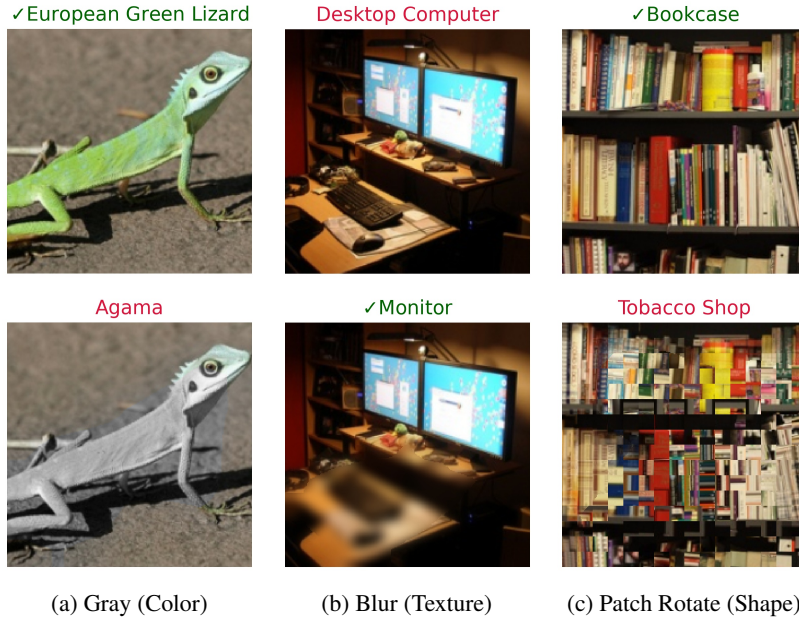 ✓European Green Lizard
Desktop Computer
✓Bookcase
Agama
✓Monitor
Tobacco Shop
(a) Gray (Color)
(b) Blur (Texture)
(c) Patch Rotate (Shape)